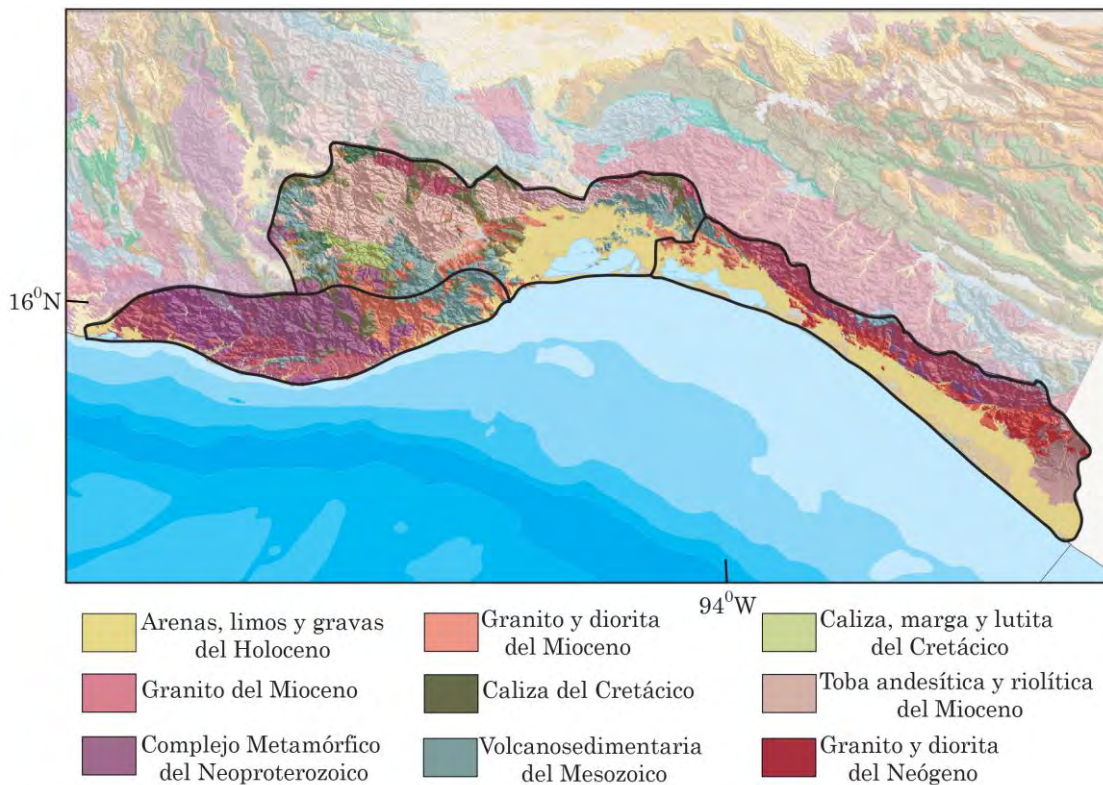 16⁰N
94⁰W
Arenas, limos y gravas
del Holoceno
Granito del Mioceno
Complejo Metamórfico
del Neoproterozoico
Granito y diorita
del Mioceno
Caliza del Cretácico
Volcanosedimentaria
del Mesozoico
Caliza, marga y lutita
del Cretácico
Toba andesítica y riolítica
del Mioceno
Granito y diorita
del Neógeno